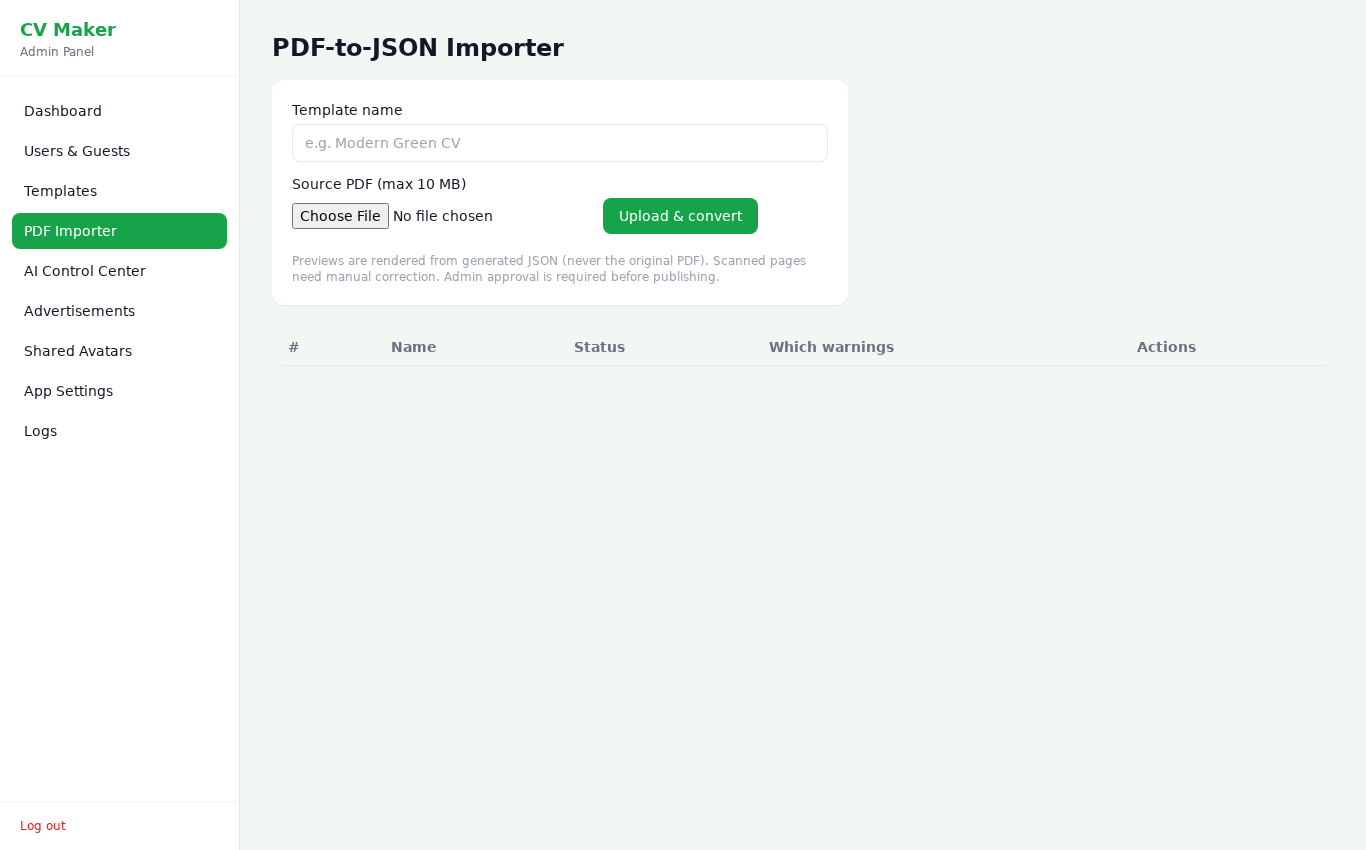 CV Maker
Admin Panel
Dashboard
Users & Guests
Templates
PDF Importer
AI Control Center
Advertisements
Shared Avatars
App Settings
Logs
Log out
PDF-to-JSON Importer
Template name
e.g. Modern Green CV
Source PDF (max 10 MB)
Choose File No file chosen
Upload & convert
Previews are rendered from generated JSON (never the original PDF). Scanned pages
need manual correction. Admin approval is required before publishing.
# Name Status Which warnings Actions